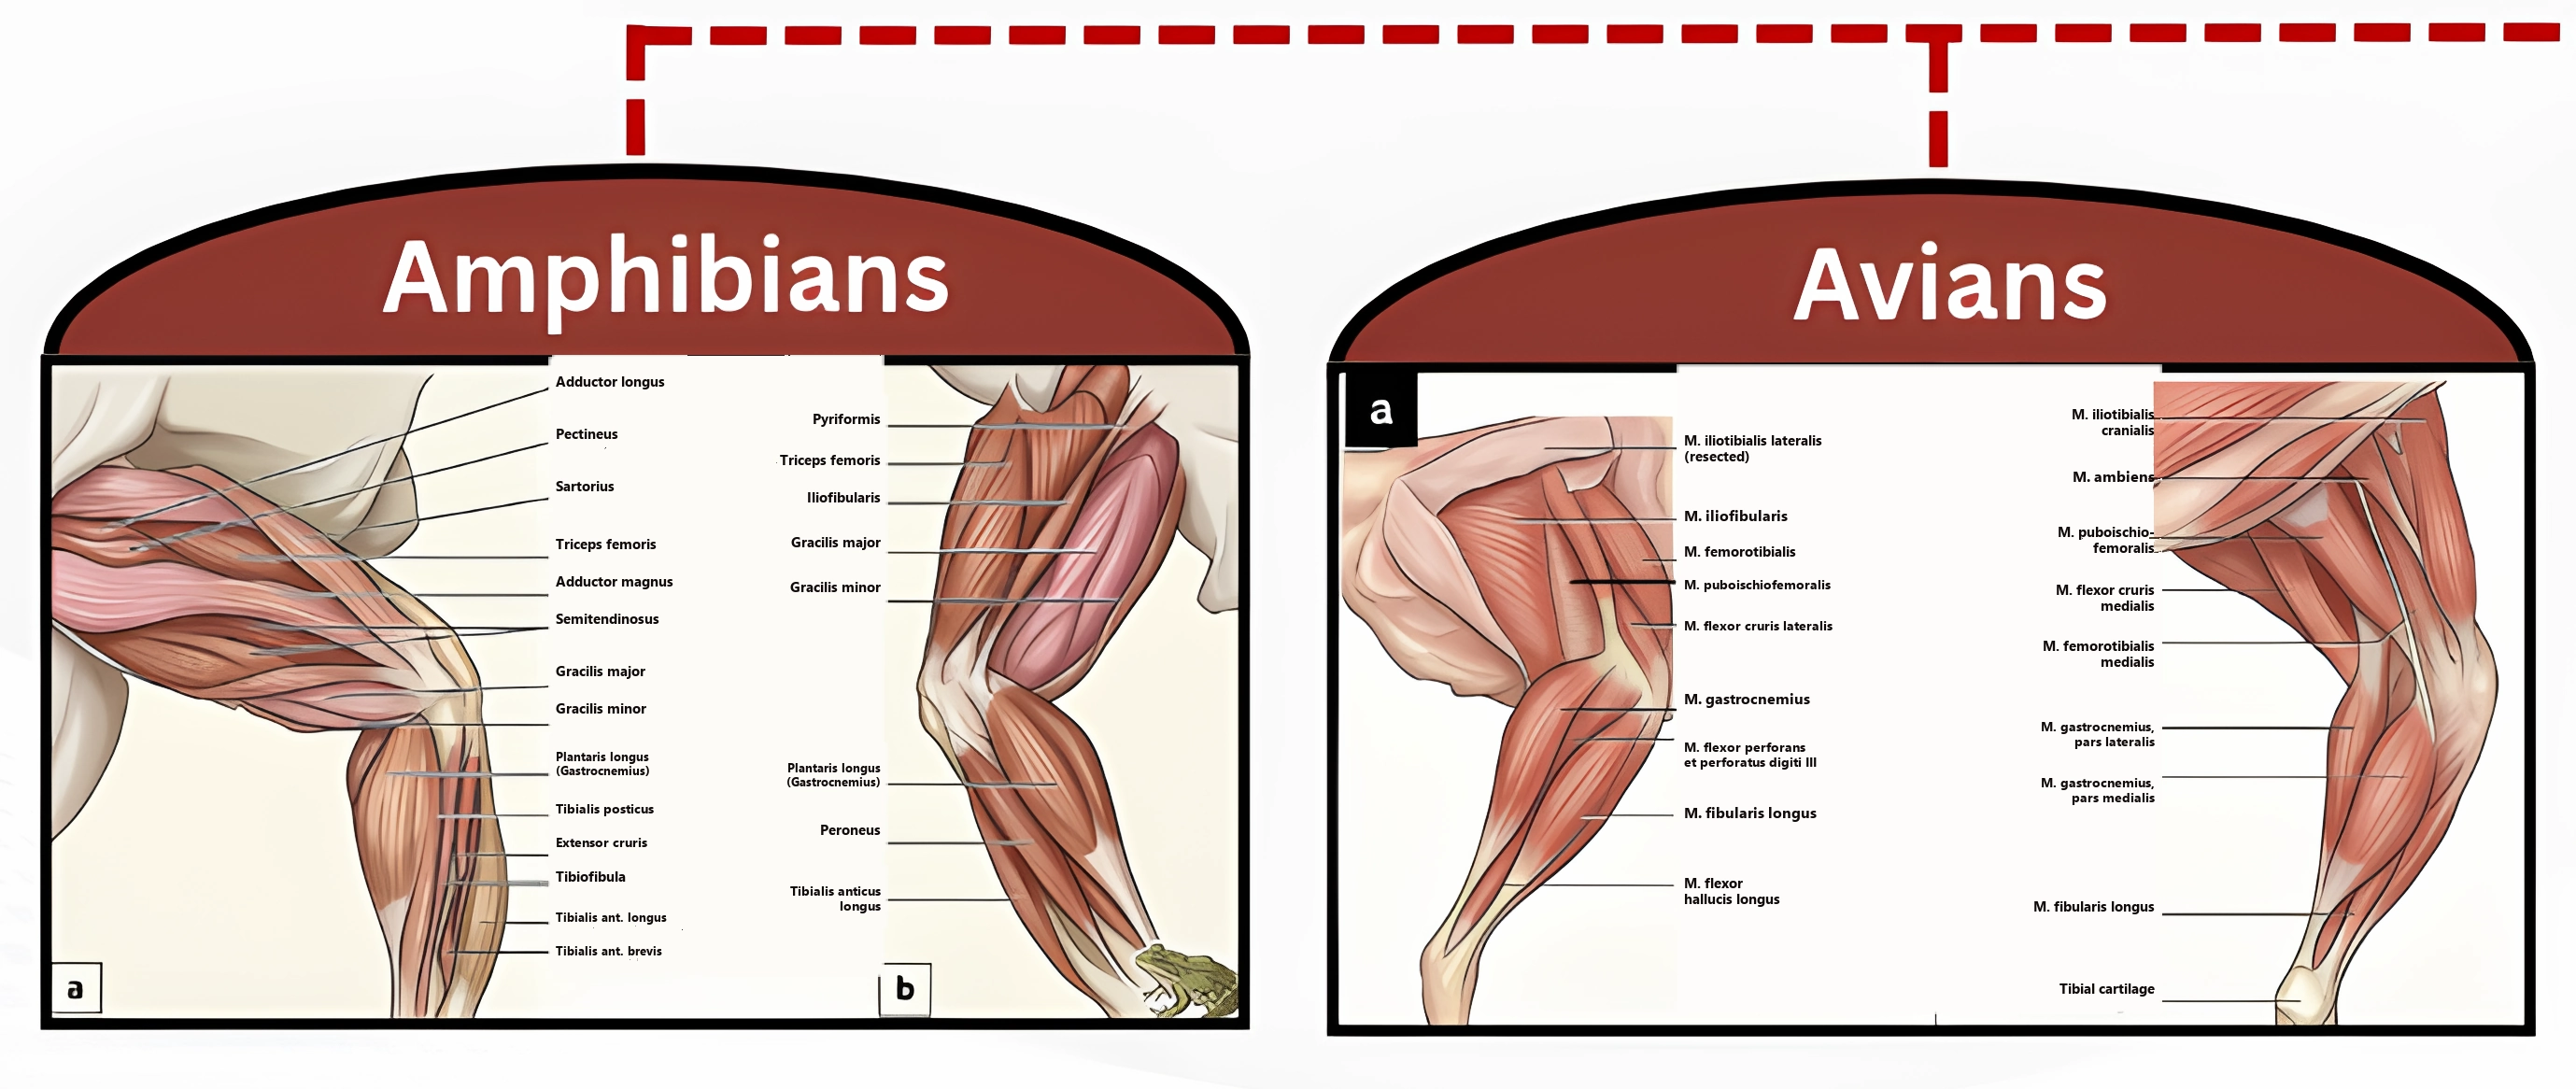 Amphibians
Adductor longus
Pectineus
Sartorius
Triceps femoris
Adductor magnus
Semitendinosus
Gracilis major
Gracilis minor
Plantaris longus
(Gastrocnemius)
Tibialis posticus
Extensor cruris
Tibiofibula
Tibialis ant. longus
Tibialis ant. brevis
a
Pyriformis
Triceps femoris
Iliofibularis
Gracilis major
Gracilis minor
Plantaris longus
(Gastrocnemius)
Peroneus
Tibialis anticus
longus
b
Avians
a
M. iliotibialis lateralis
(resected)
M. iliofibularis
M. femorotibialis
M. puboischiofemoralis
M. flexor cruris lateralis
M. gastrocnemius
M. flexor perforans
et perforatus digiti III
M. fibularis longus
M. flexor
hallucis longus
M. iliotibialis
cranialis
M. ambiens
M. puboischio-
femoralis
M. flexor cruris
medialis
M. femorotibialis
medialis
M. gastrocnemius,
pars lateralis
M. gastrocnemius,
pars medialis
M. fibularis longus
Tibial cartilage